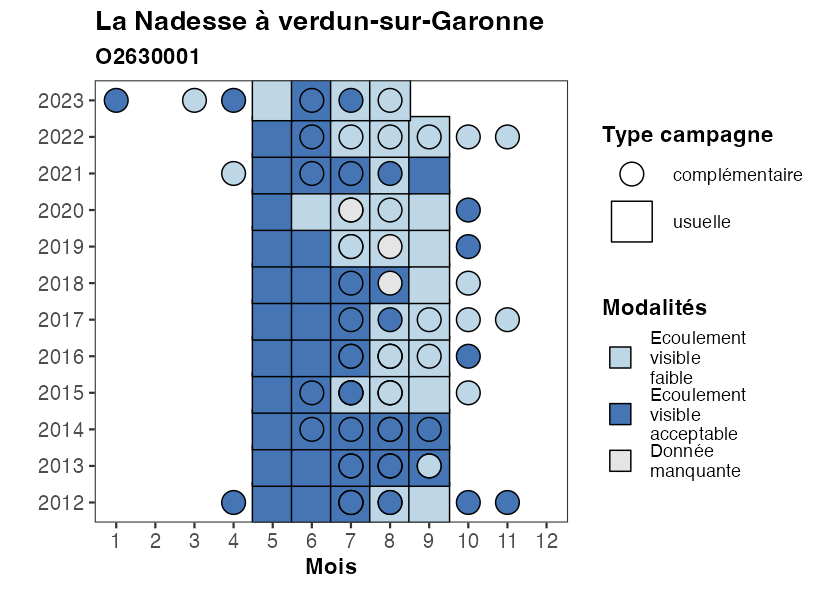 La Nadesse à verdun-sur-Garonne
O2630001
2023
2022
2021
2020
2019
2018
2017
2016
2015
2014
2013
2012
1 2 3 4 5 6 7 8 9 10 11 12
Mois
Type campagne
complémentaire
usuelle
Modalités
Ecoulement
visible
faible
Ecoulement
visible
acceptable
Donnée
manquante